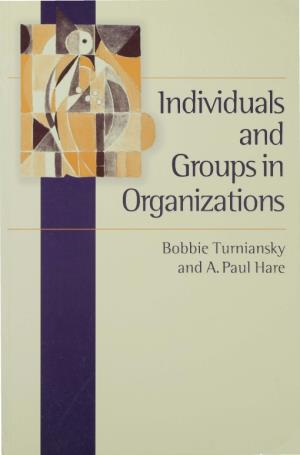 Individuals
and
Groups in
Organizations
Bobbie Turniansky
and A. Paul Hare